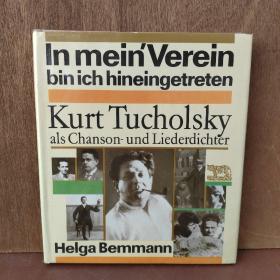 In mein' Verein
bin ich hineingetreten
Kurt Tucholsky
als Chanson- und Liederdichter
Helga Bemmann